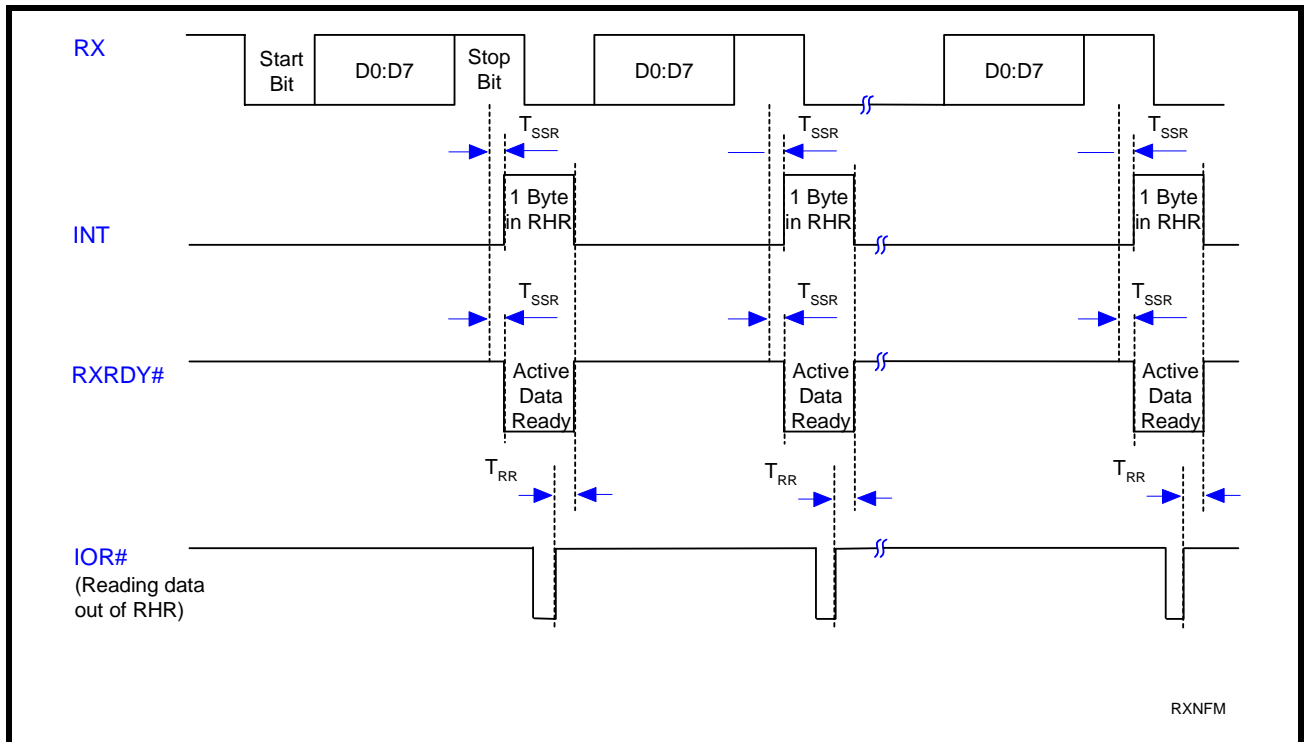 RX
Start
Bit
D0:D7
Stop
Bit
D0:D7
D0:D7
TSSR
TSSR
TSSR
INT
1 Byte
in RHR
1 Byte
in RHR
1 Byte
in RHR
TSSR
TSSR
TSSR
RXRDY#
Active
Data
Ready
Active
Data
Ready
Active
Data
Ready
TRR
TRR
TRR
IOR#
(Reading data
out of RHR)
RXNFM